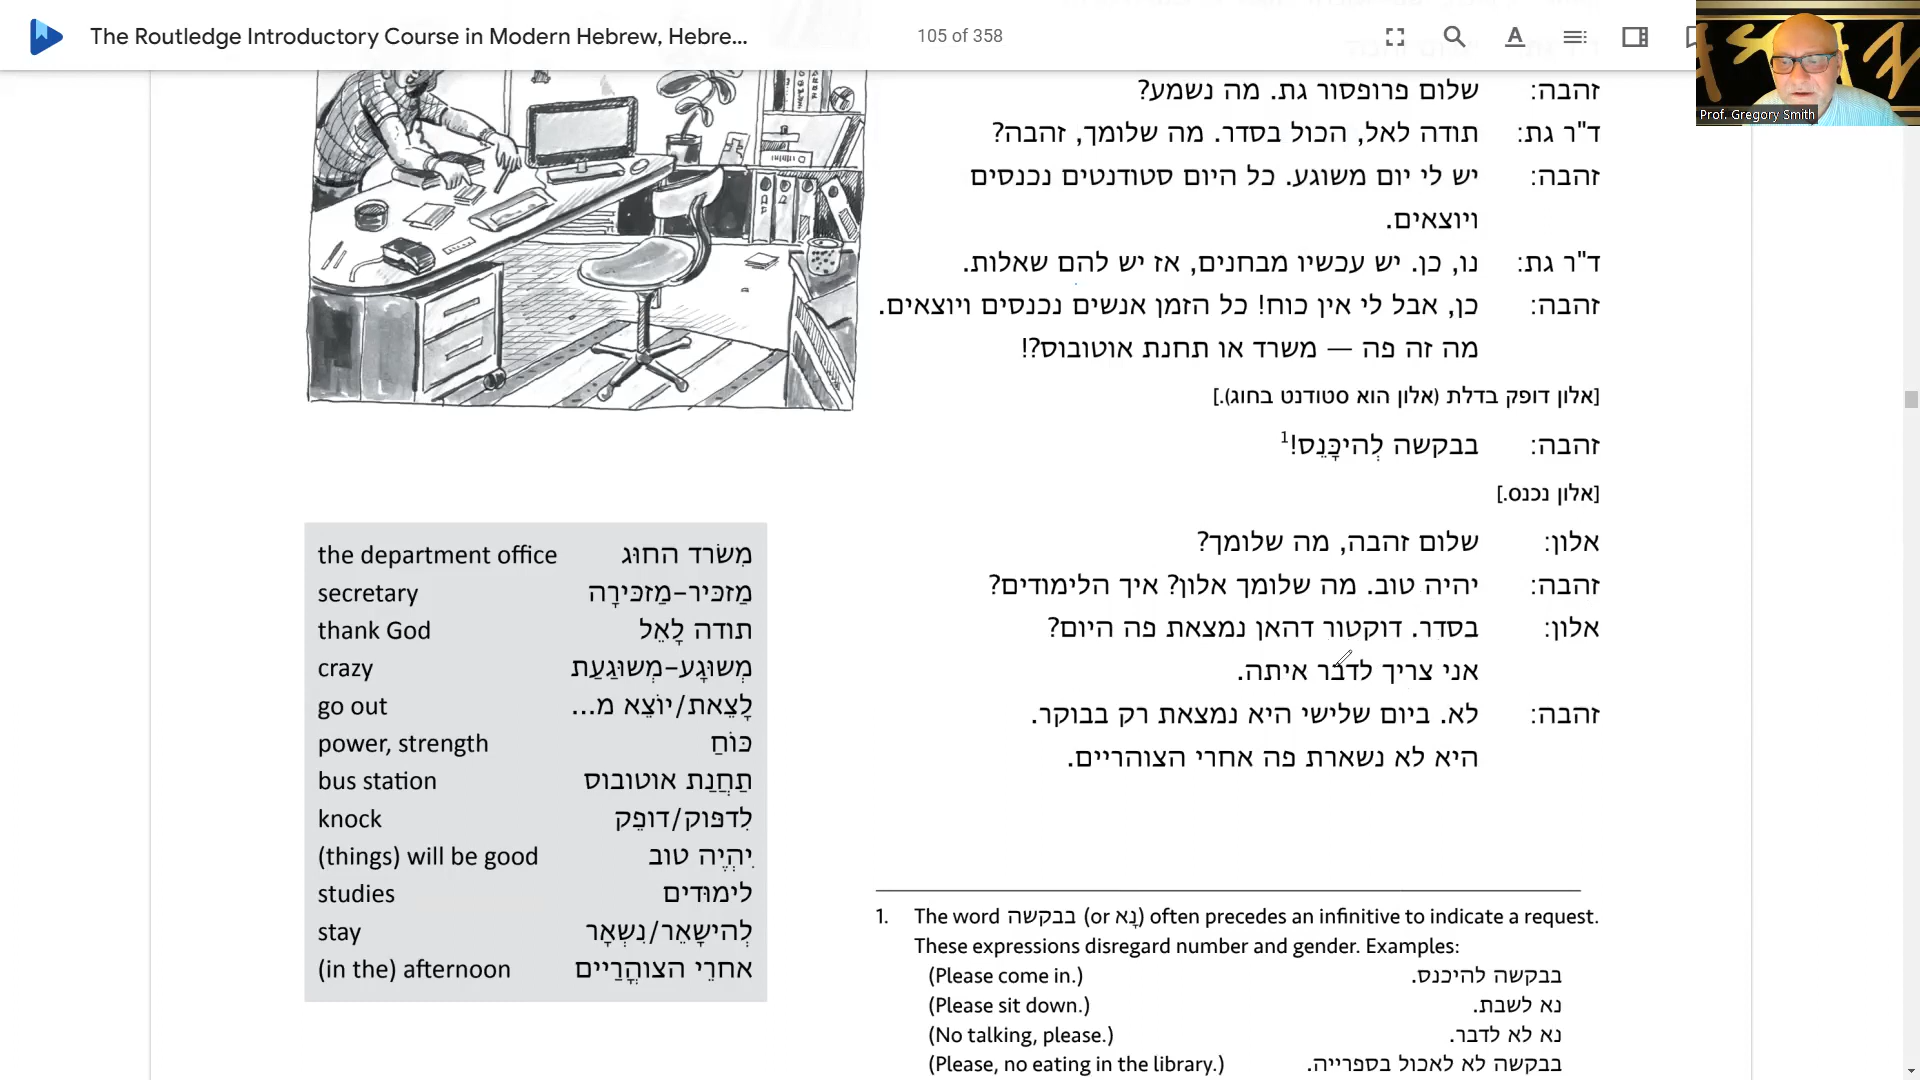 The Routledge Introductory Course in Modern Hebrew, Hebre...
105 of 358
Prof. Gregory Smith
זהבה: שלום פרופסור גת. מה נשמע?
ד"ר גת: תודה לאל, הכול בסדר. מה שלומך, זהבה?
זהבה: יש לי יום משוגע. כל היום סטודנטים נכנסים
ויוצאים.
ד"ר גת: נו, כן. יש עכשיו מבחנים, אז יש להם שאלות.
זהבה: כן, אבל לי אין כוח! כל הזמן אנשים נכנסים ויוצאים.
מה זה פה — משרד או תחנת אוטובוס?!
[אלון דופק בדלת (אלון הוא סטודנט בחוג).]
זהבה: בבקשה לְהיכָּנֵס!1
[אלון נכנס.]
אלון: שלום זהבה, מה שלומך?
זהבה: יהיה טוב. מה שלומך אלון? איך הלימודים?
אלון: בסדר. דוקטור דהאן נמצאת פה היום?
אני צריך לדבר איתה.
זהבה: לא. ביום שלישי היא נמצאת רק בבוקר.
היא לא נשארת פה אחרי הצוהריים.
the department office מִשׂרד החוּג
secretary מַזכּיר–מַזכּירָה
thank God תודה לָאֵל
crazy מְשוּגָע–מְשוּגַעַת
go out לָצֵאת/יוֹצֵא מ...
power, strength כּוֹחַ
bus station תַחֲנַת אוטובוס
knock לִדפּוק/דופֵק
(things) will be good יִהְיֶה טוב
studies לימוּדים
stay לְהישָאֵר/נִשְאָר
(in the) afternoon אחרֵי הצוהֳרַיים
1. The word בבקשה (or נָא) often precedes an infinitive to indicate a request.
These expressions disregard number and gender. Examples:
(Please come in.) בבקשה להיכנס.
(Please sit down.) נא לשבת.
(No talking, please.) נא לא לדבר.
(Please, no eating in the library.) בבקשה לא לאכול בספרייה.